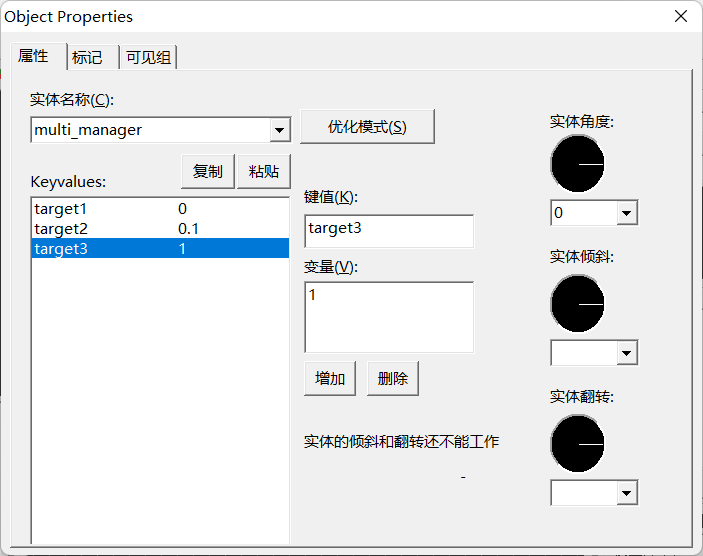 Object Properties
属性
标记
可见组
实体名称(C):
multi_manager
优化模式(S)
复制
粘贴
Keyvalues:
target1 0
target2 0.1
target3 1
键值(K):
target3
变量(V):
1
增加
删除
实体的倾斜和翻转还不能工作
-
实体角度:
0
实体倾斜:
实体翻转: